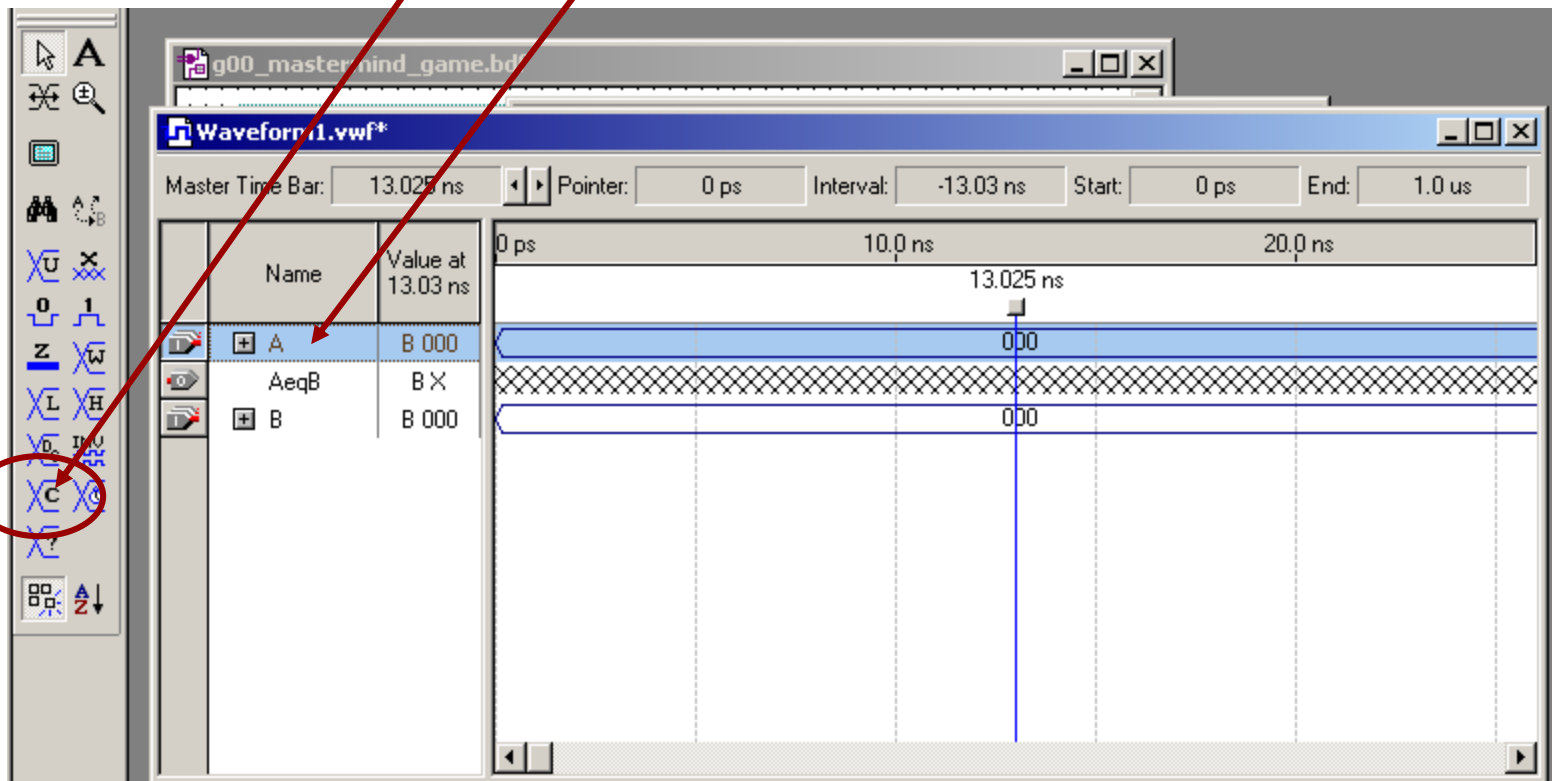 A
g00_mastermind_game.bdf
Waveform1.vwf*
Master Time Bar: 13.025 ns Pointer: 0 ps Interval: -13.03 ns Start: 0 ps End: 1.0 us
Name Value at 13.03 ns
0 ps 10.0 ns 20.0 ns
13.025 ns
A B 000 000
AeqB B X
B B 000 000
A B
U X
0 1
Z W
L H
D INV
C
?
A Z